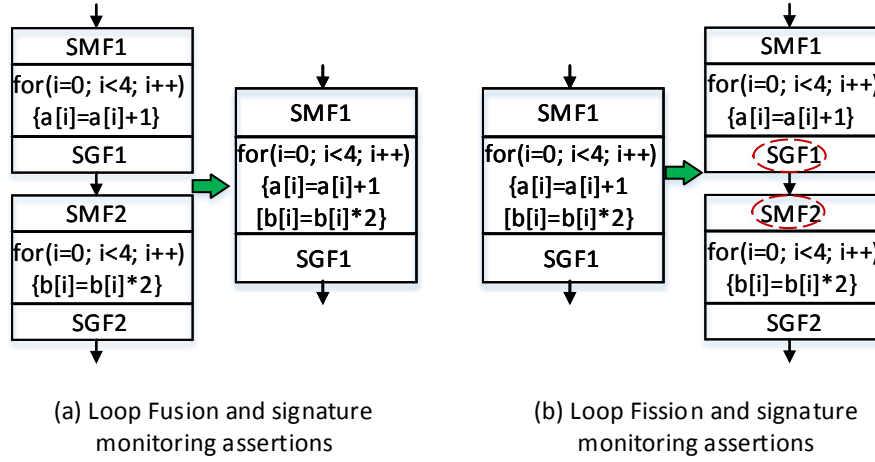 SMF1
for(i=0; i<4; i++)
{a[i]=a[i]+1}
SGF1
SMF2
for(i=0; i<4; i++)
{b[i]=b[i]*2}
SGF2
SMF1
for(i=0; i<4; i++)
{a[i]=a[i]+1
[b[i]=b[i]*2}
SGF1
(a) Loop Fusion and signature
monitoring assertions
SMF1
for(i=0; i<4; i++)
{a[i]=a[i]+1
[b[i]=b[i]*2}
SGF1
SMF1
for(i=0; i<4; i++)
{a[i]=a[i]+1}
SGF1
SMF2
for(i=0; i<4; i++)
{b[i]=b[i]*2}
SGF2
(b) Loop Fission and signature
monitoring assertions